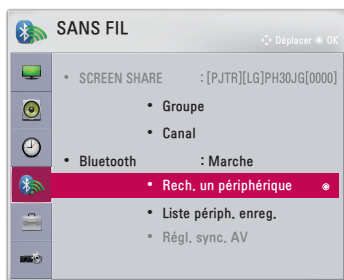 SANS FIL
Déplacer OK
• SCREEN SHARE : [PJTR][LG]PH30JG[0000]
• Groupe
• Canal
• Bluetooth : Marche
• Rech. un périphérique
• Liste périph. enreg.
• Régl. sync. AV